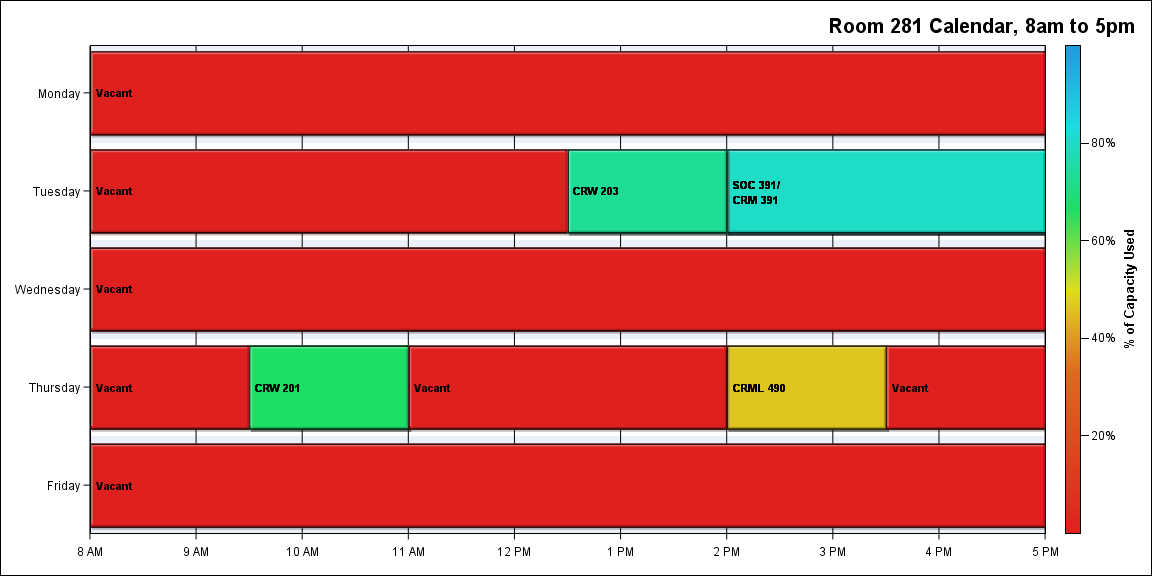 Room 281 Calendar, 8am to 5pm
Monday
Vacant
Tuesday
Vacant
CRW 203
SOC 391/
CRM 391
Wednesday
Vacant
Thursday
Vacant
CRW 201
Vacant
CRML 490
Vacant
Friday
Vacant
8 AM
9 AM
10 AM
11 AM
12 PM
1 PM
2 PM
3 PM
4 PM
5 PM
80%
60%
40%
20%
% of Capacity Used